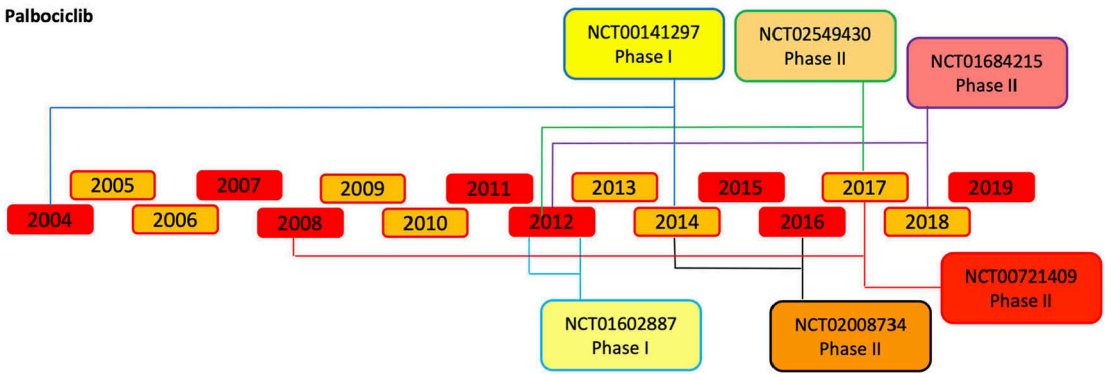 Palbociclib
NCT00141297
Phase I
NCT02549430
Phase II
NCT01684215
Phase II
2005
2007
2009
2011
2013
2015
2017
2019
2004
2006
2008
2010
2012
2014
2016
2018
NCT00721409
Phase II
NCT01602887
Phase I
NCT02008734
Phase II